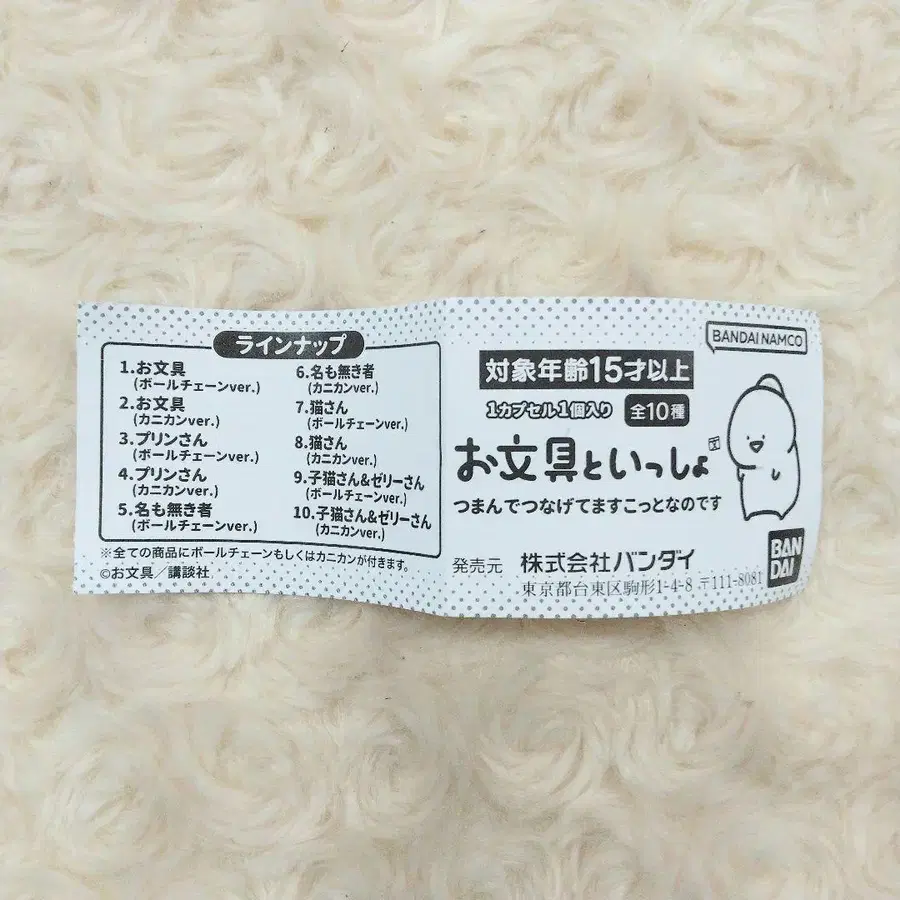 ラインナップ
1.お文具
(ボールチェーンver.)
2.お文具
(カニカンver.)
3.プリンさん
(ボールチェーンver.)
4.プリンさん
(カニカンver.)
5.名も無き者
(ボールチェーンver.)
6.名も無き者
(カニカンver.)
7.猫さん
(ボールチェーンver.)
8.猫さん
(カニカンver.)
9.子猫さん&ゼリーさん
(ボールチェーンver.)
10.子猫さん&ゼリーさん
(カニカンver.)
※全ての商品にボールチェーンもしくはカニカンが付きます。
©お文具/講談社
BANDAI NAMCO
対象年齢15才以上
1カプセル1個入り 全10種
お文具といっしょ
つまんでつなげてますこっとなのです
発売元 株式会社バンダイ
東京都台東区駒形1-4-8 〒111-8081
BAN
DAI